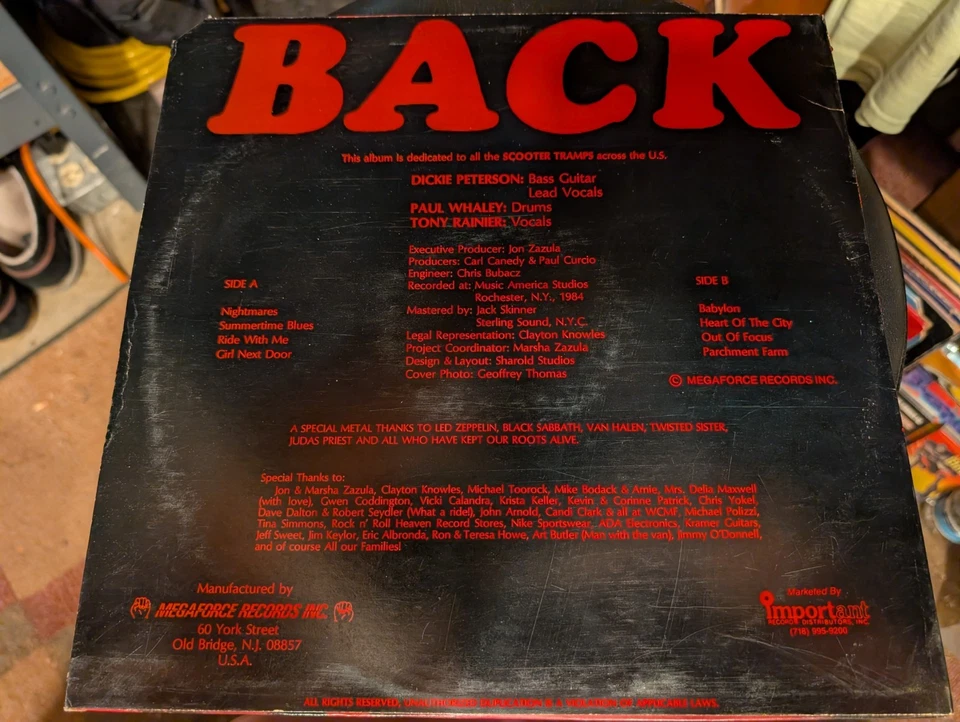 BACK
This album is dedicated to all the SCOOTER TRAMPS across the U.S.
DICKIE PETERSON: Bass Guitar
Lead Vocals
PAUL WHALEY: Drums
TONY RAINIER: Vocals
Executive Producer: Jon Zazula
Producers: Carl Canedy & Paul Curcio
Engineer: Chris Bubacz
Recorded at: Music America Studios
Rochester, N.Y., 1984
Mastered by: Jack Skinner
Sterling Sound, N.Y.C.
Legal Representation: Clayton Knowles
Project Coordinator: Marsha Zazula
Design & Layout: Sharold Studios
Cover Photo: Geoffrey Thomas
SIDE A
Nightmares
Summertime Blues
Ride With Me
Girl Next Door
SIDE B
Babylon
Heart Of The City
Out Of Focus
Parchment Farm
© MEGAFORCE RECORDS INC.
A SPECIAL METAL THANKS TO LED ZEPPELIN, BLACK SABBATH, VAN HALEN, TWISTED SISTER,
JUDAS PRIEST AND ALL WHO HAVE KEPT OUR ROOTS ALIVE.
Special Thanks to:
Jon & Marsha Zazula, Clayton Knowles, Michael Toorock, Mike Bodack & Arnie, Mrs. Delia Maxwell
(with love), Gwen Coddington, Vicki Calandra, Krista Keller, Kevin & Corinne Patrick, Chris Yokel,
Dave Dalton & Robert Seydler (What a ride!), John Arnold, Candi Clark & all at WCMF, Michael Polizzi,
Tina Simmons, Rock n' Roll Heaven Record Stores, Nike Sportswear, ADA Electronics, Kramer Guitars,
Jeff Sweet, Jim Keylor, Eric Albronda, Ron & Teresa Howe, Art Butler (Man with the van), Jimmy O'Donnell,
and of course All our Families!
Manufactured by
MEGAFORCE RECORDS INC.
60 York Street
Old Bridge, N.J. 08857
U.S.A.
Marketed By
important
RECORD DISTRIBUTORS, INC.
(718) 995-9200
ALL RIGHTS RESERVED, UNAUTHORIZED DUPLICATION IS A VIOLATION OF APPLICABLE LAWS.